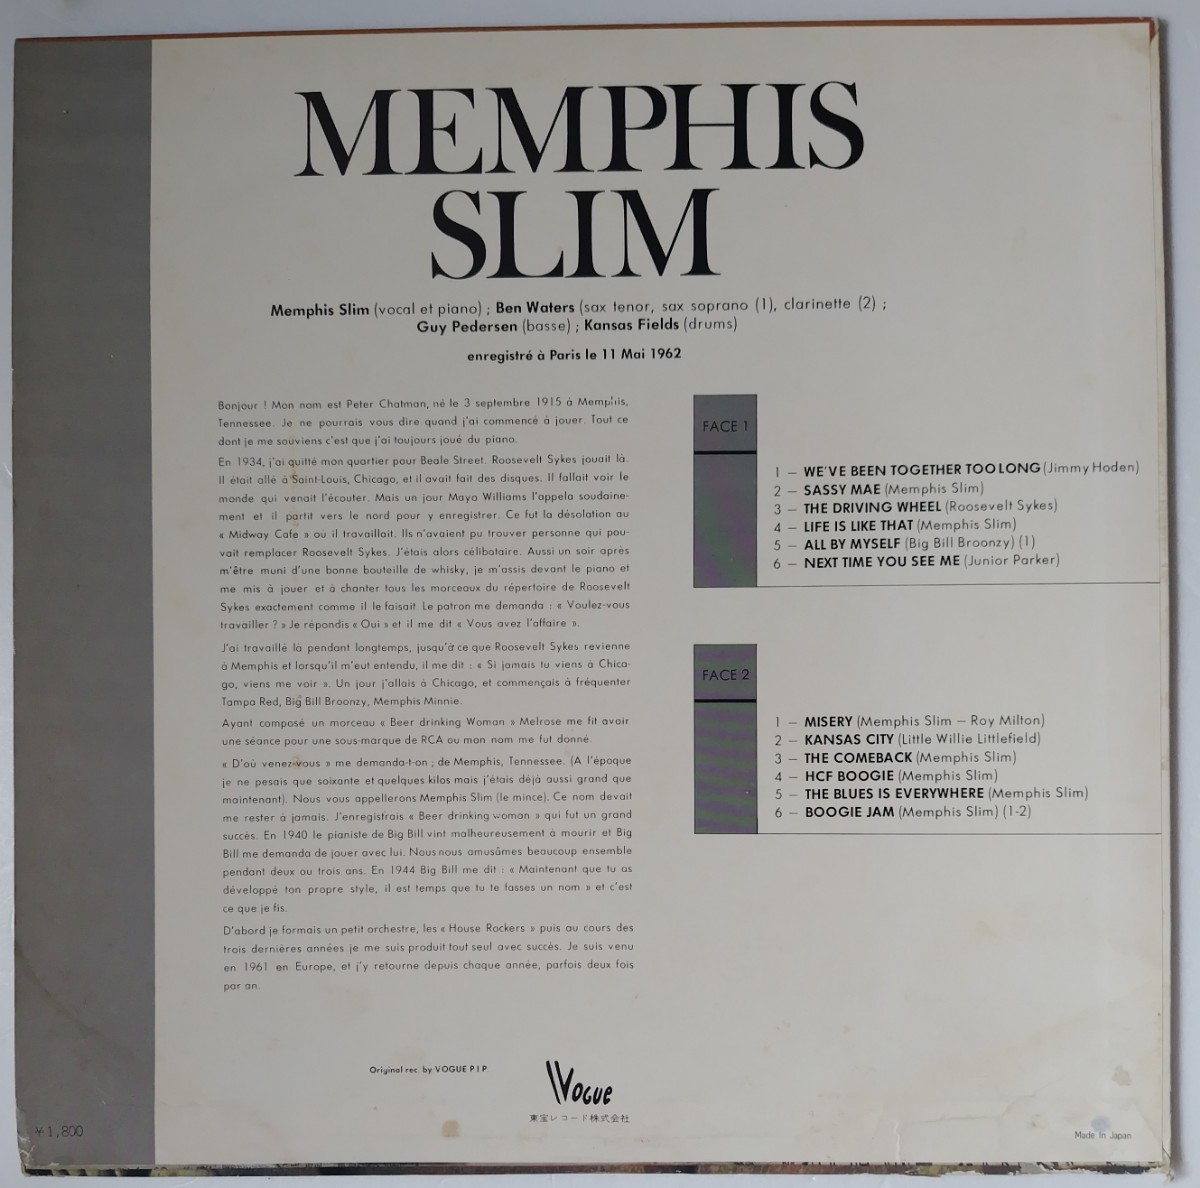 MEMPHIS
SLIM
Memphis Slim (vocal et piano) ; Ben Waters (sax tenor, sax soprano (1), clarinette (2) ;
Guy Pedersen (basse) ; Kansas Fields (drums)
enregistré à Paris le 11 Mai 1962
Bonjour ! Mon nom est Peter Chatman, né le 3 septembre 1915 à Memphis,
Tennessee. Je ne pourrais vous dire quand j'ai commencé à jouer. Tout ce
dont je me souviens c'est que j'ai toujours joué du piano.
En 1934, j'ai quitté mon quartier pour Beale Street. Roosevelt Sykes jouait là.
Il était allé à Saint-Louis, Chicago, et il avait fait des disques. Il fallait voir le
monde qui venait l'écouter. Mais un jour Mayo Williams l'appela soudaine-
ment et il partit vers le nord pour y enregistrer. Ce fut la désolation au
« Midway Cafe » où il travaillait. Ils n'avaient pu trouver personne qui pou-
vait remplacer Roosevelt Sykes. J'étais alors célibataire. Aussi un soir après
m'être muni d'une bonne bouteille de whisky, je m'assis devant le piano et
me mis à jouer et à chanter tous les morceaux du répertoire de Roosevelt
Sykes exactement comme il le faisait. Le patron me demanda : « Voulez-vous
travailler ? » Je répondis « Oui » et il me dit « Vous avez l'affaire ».
J'ai travaillé là pendant longtemps, jusqu'à ce que Roosevelt Sykes revienne
à Memphis et lorsqu'il m'eut entendu, il me dit : « Si jamais tu viens à Chica-
go, viens me voir ». Un jour j'allais à Chicago, et commençais à fréquenter
Tampa Red, Big Bill Broonzy, Memphis Minnie.
Ayant composé un morceau « Beer drinking Woman » Melrose me fit avoir
une séance pour une sous-marque de RCA ou mon nom me fut donné.
« D'où venez-vous » me demanda-t-on ; de Memphis, Tennessee. (A l'époque
je ne pesais que soixante et quelques kilos mais j'étais déjà aussi grand que
maintenant). Nous vous appellerons Memphis Slim (le mince). Ce nom devait
me rester à jamais. J'enregistrais « Beer drinking woman » qui fut un grand
succès. En 1940 le pianiste de Big Bill vint malheureusement à mourir et Big
Bill me demanda de jouer avec lui. Nous nous amusâmes beaucoup ensemble
pendant deux ou trois ans. En 1944 Big Bill me dit : « Maintenant que tu as
développé ton propre style, il est temps que tu te fasses un nom » et c'est
ce que je fis.
D'abord je formais un petit orchestre, les « House Rockers » puis au cours des
trois dernières années je me suis produit tout seul avec succès. Je suis venu
en 1961 en Europe, et j'y retourne depuis chaque année, parfois deux fois
par an.
FACE 1
1 – WE'VE BEEN TOGETHER TOO LONG (Jimmy Hoden)
2 – SASSY MAE (Memphis Slim)
3 – THE DRIVING WHEEL (Roosevelt Sykes)
4 – LIFE IS LIKE THAT (Memphis Slim)
5 – ALL BY MYSELF (Big Bill Broonzy) (1)
6 – NEXT TIME YOU SEE ME (Junior Parker)
FACE 2
1 – MISERY (Memphis Slim – Roy Milton)
2 – KANSAS CITY (Little Willie Littlefield)
3 – THE COMEBACK (Memphis Slim)
4 – HCF BOOGIE (Memphis Slim)
5 – THE BLUES IS EVERYWHERE (Memphis Slim)
6 – BOOGIE JAM (Memphis Slim) (1-2)
Original rec. by VOGUE P I P
VOGUE
東宝レコード株式会社
¥1,800
Made In Japan